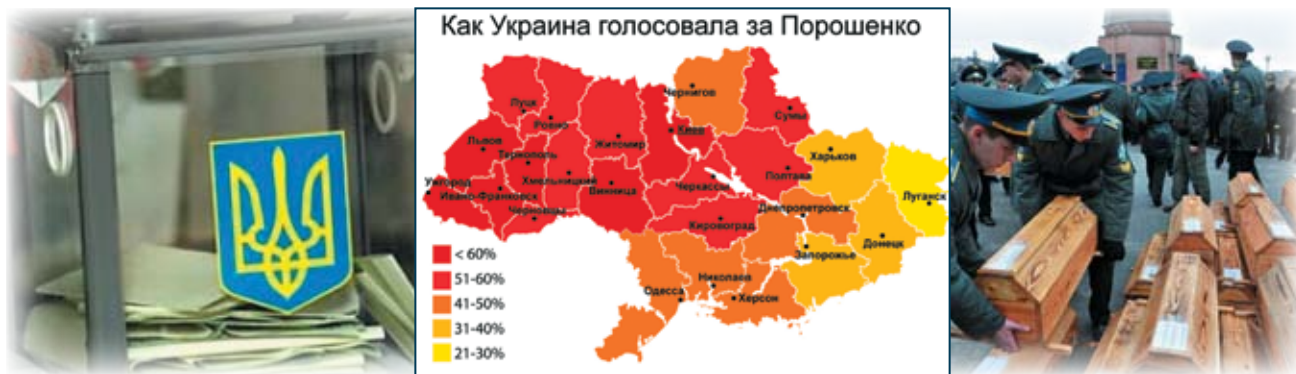 Как Украина голосовала за Порошенко
Чернигов
Луцк
Ровно
Сумы
Киев
Житомир
Львов
Харьков
Тернополь
Полтава
Хмельницкий
Черкассы
Ужгород
Винница
Луганск
Ивано-Франковск
Черновцы
Днепропетровск
Кировоград
Донецк
Запорожье
Николаев
Одесса
Херсон
< 60%
51-60%
41-50%
31-40%
21-30%